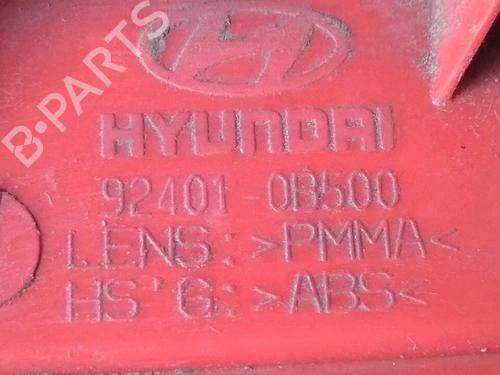 B-PARTS
HYUNDAI
92401-0B500
LENS: >PMMA<
HS'G: >ABS<